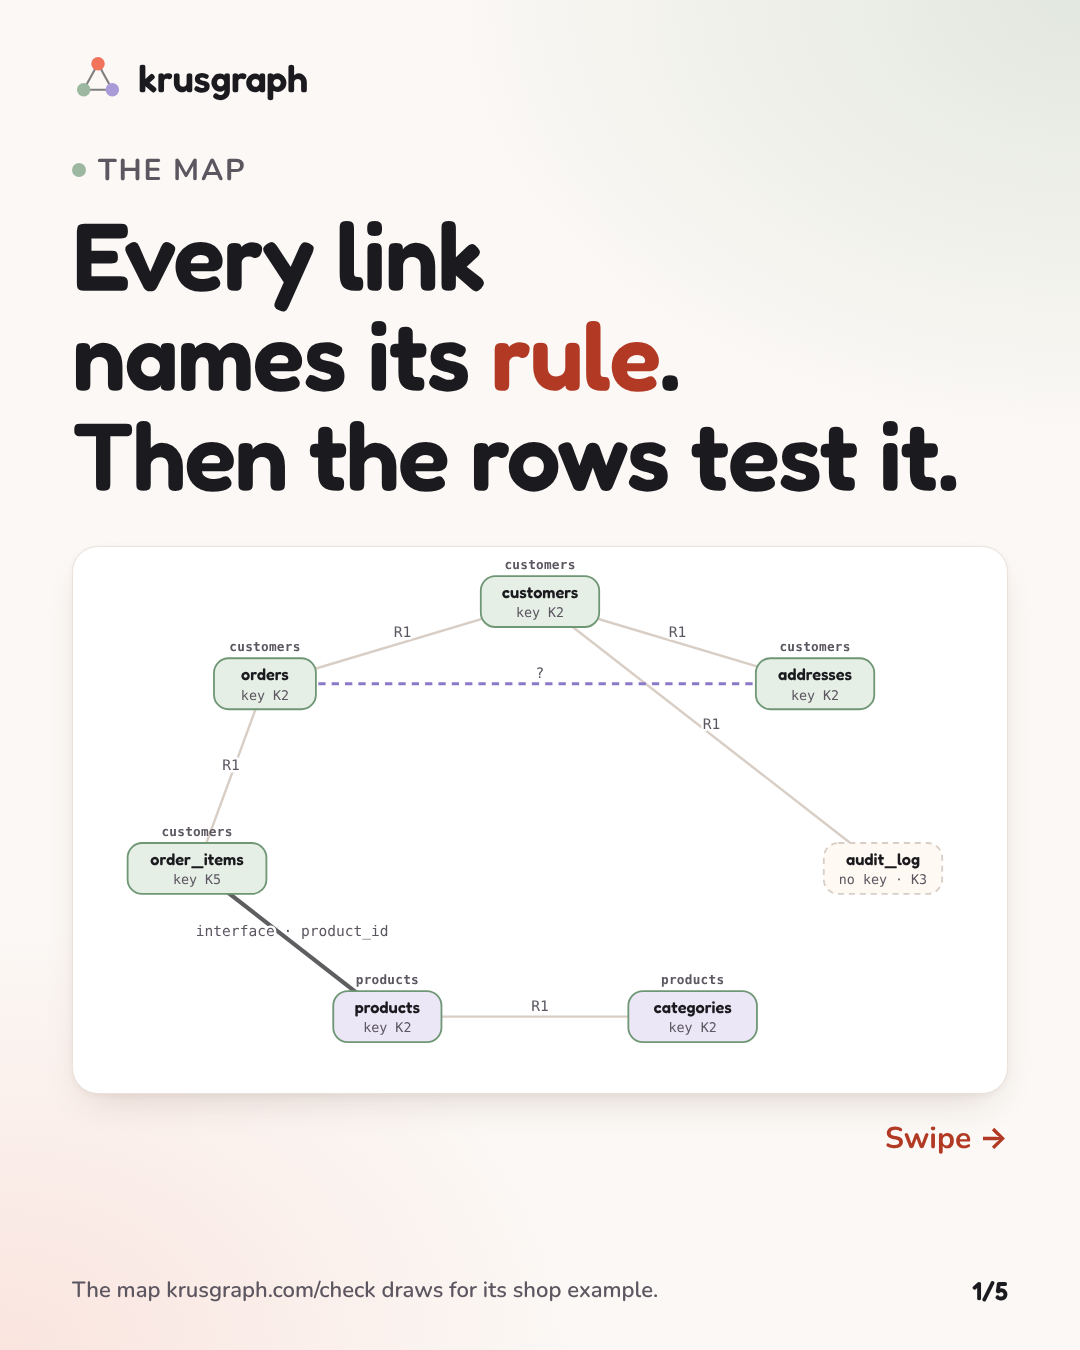 krusgraph
THE MAP
Every link
names its rule.
Then the rows test it.
customers
customers
key K2
R1
R1
customers
orders
key K2
?
customers
addresses
key K2
R1
R1
customers
order_items
key K5
audit_log
no key · K3
interface · product_id
products
products
key K2
R1
products
categories
key K2
Swipe →
The map krusgraph.com/check draws for its shop example.
1/5